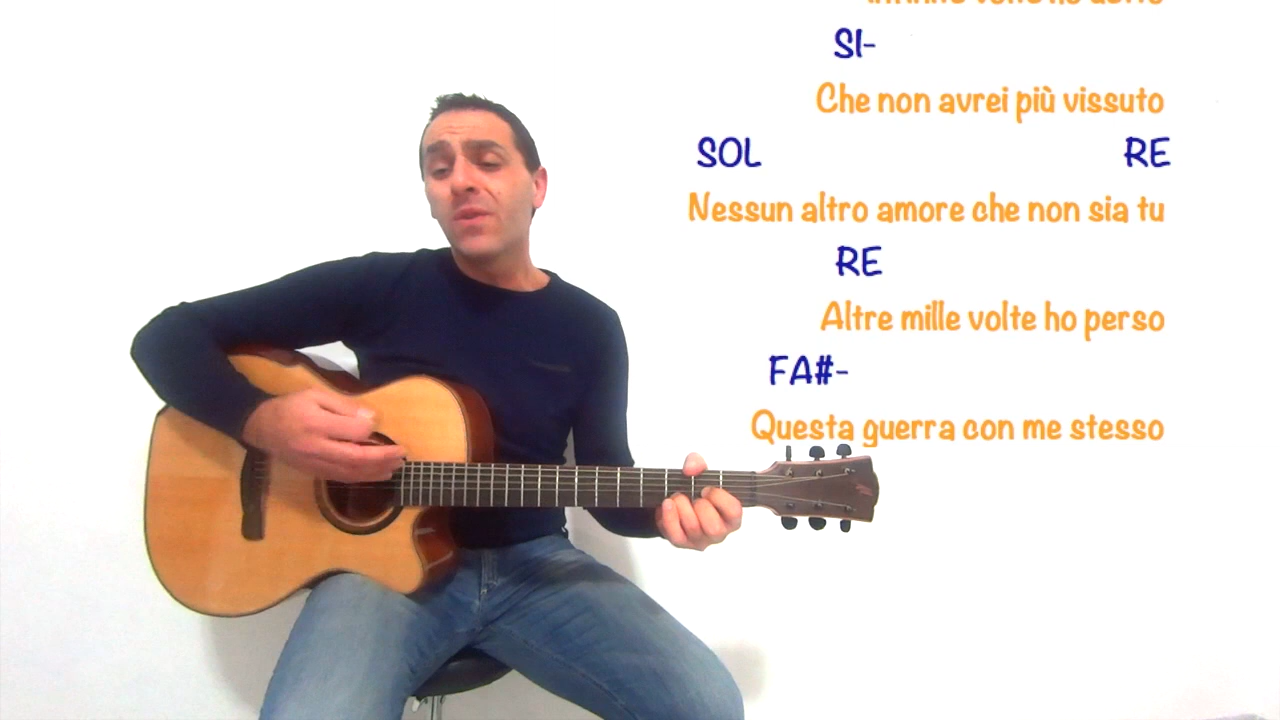 SI-
Che non avrei più vissuto
SOL RE
Nessun altro amore che non sia tu
RE
Altre mille volte ho perso
FA#-
Questa guerra con me stesso